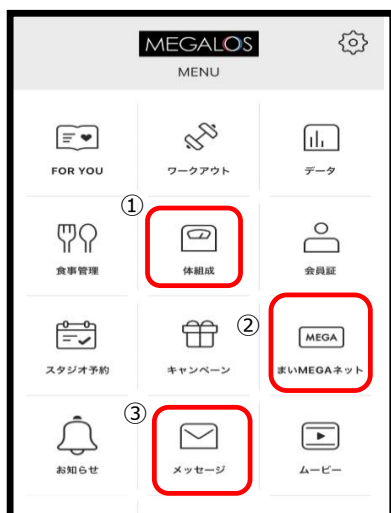 MEGALOS
MENU
FOR YOU
ワークアウト
データ
①
食事管理
体組成
会員証
②
MEGA
スタジオ予約
キャンペーン
まいMEGAネット
③
お知らせ
メッセージ
ムービー